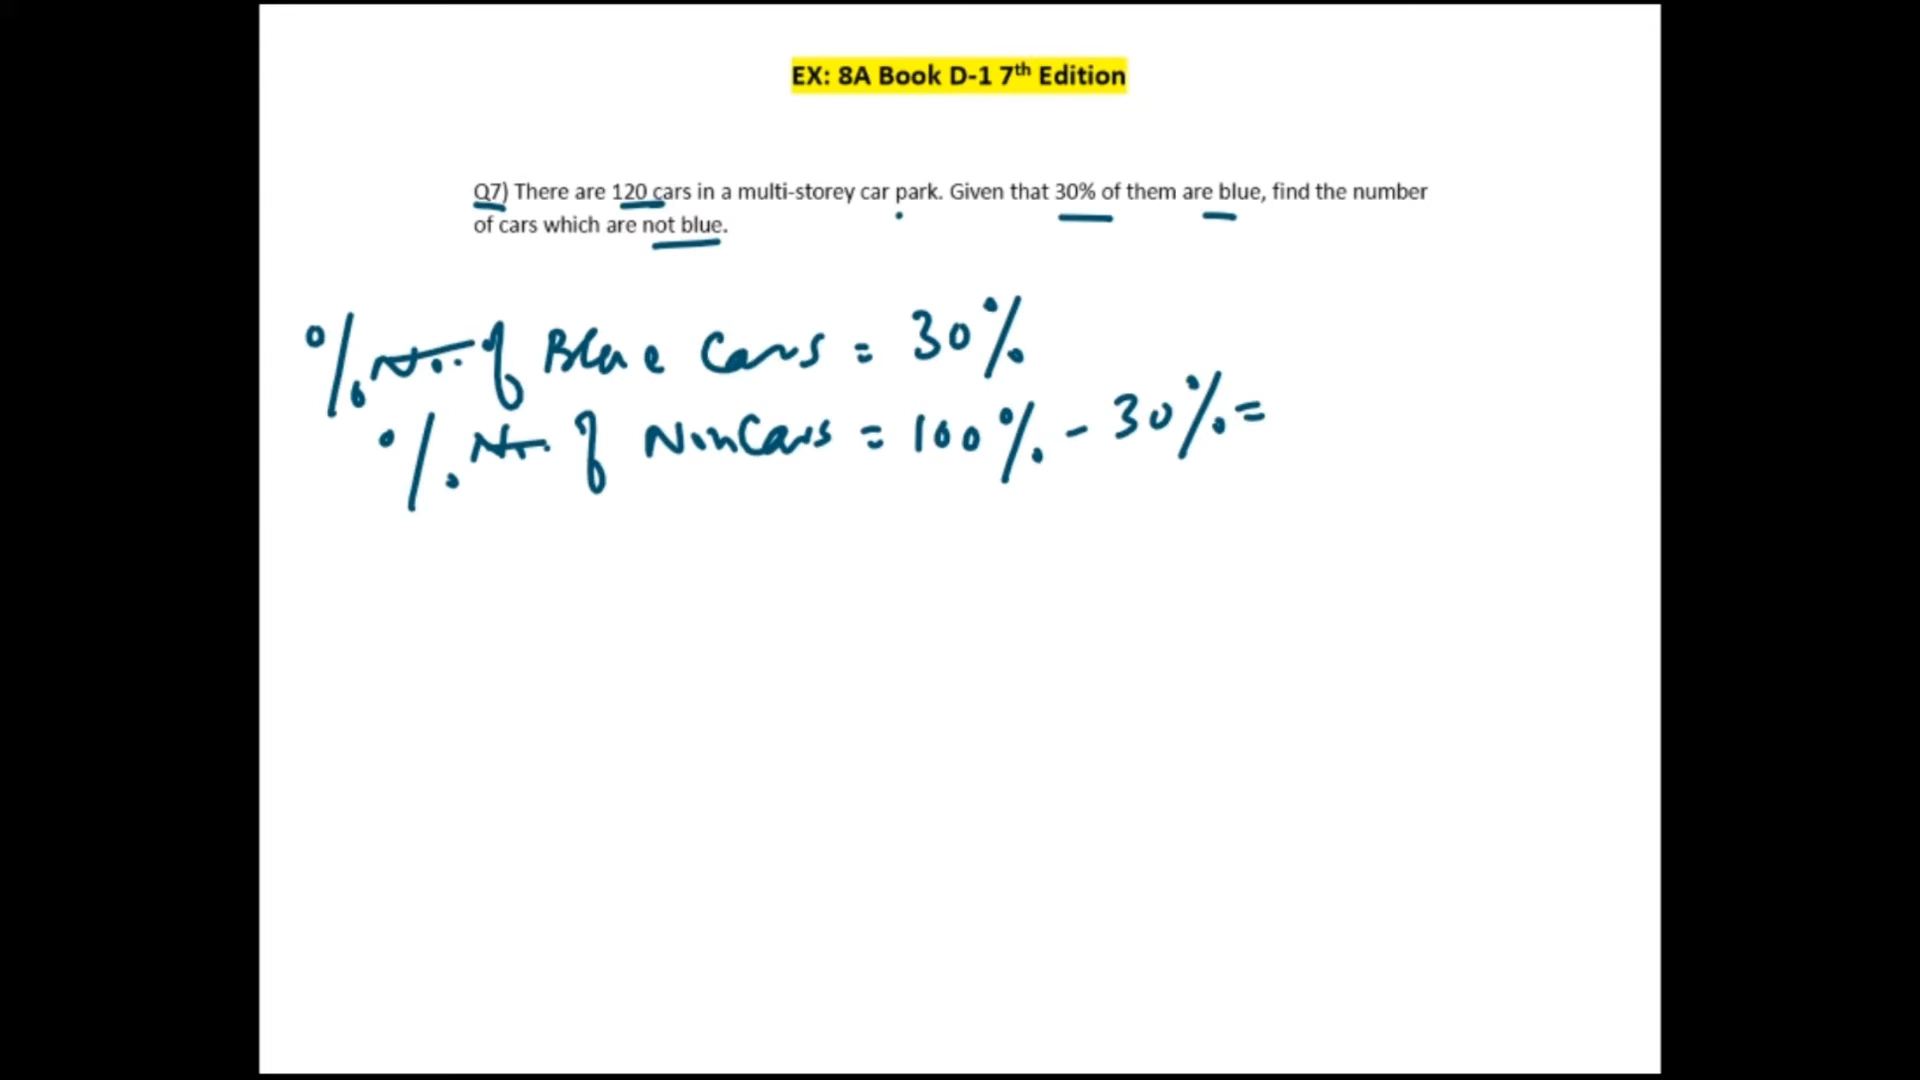 EX: 8A Book D-1 7th Edition
Q7) There are 120 cars in a multi-storey car park. Given that 30% of them are blue, find the number
of cars which are not blue.
% No. of Blue Cars = 30%
% No. of Non Cars = 100% - 30% =